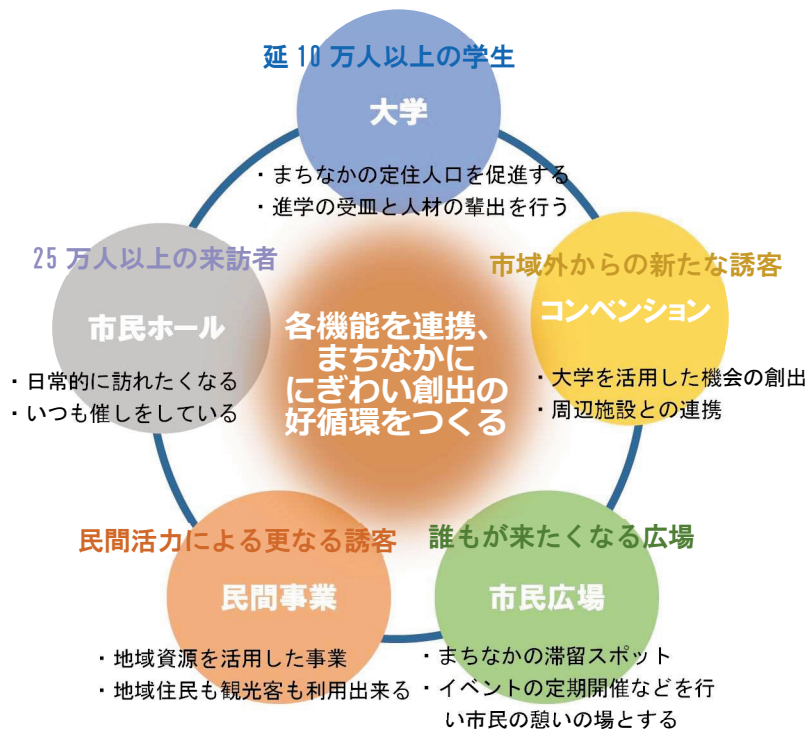 延10万人以上の学生
大学
・まちなかの定住人口を促進する
・進学の受皿と人材の輩出を行う
25万人以上の来訪者
市民ホール
・日常的に訪れたくなる
・いつも催しをしている
市域外からの新たな誘客
コンベンション
・大学を活用した機会の創出
・周辺施設との連携
各機能を連携、
まちなかに
にぎわい創出の
好循環をつくる
民間活力による更なる誘客
民間事業
・地域資源を活用した事業
・地域住民も観光客も利用出来る
誰もが来たくなる広場
市民広場
・まちなかの滞留スポット
・イベントの定期開催などを行
い市民の憩いの場とする